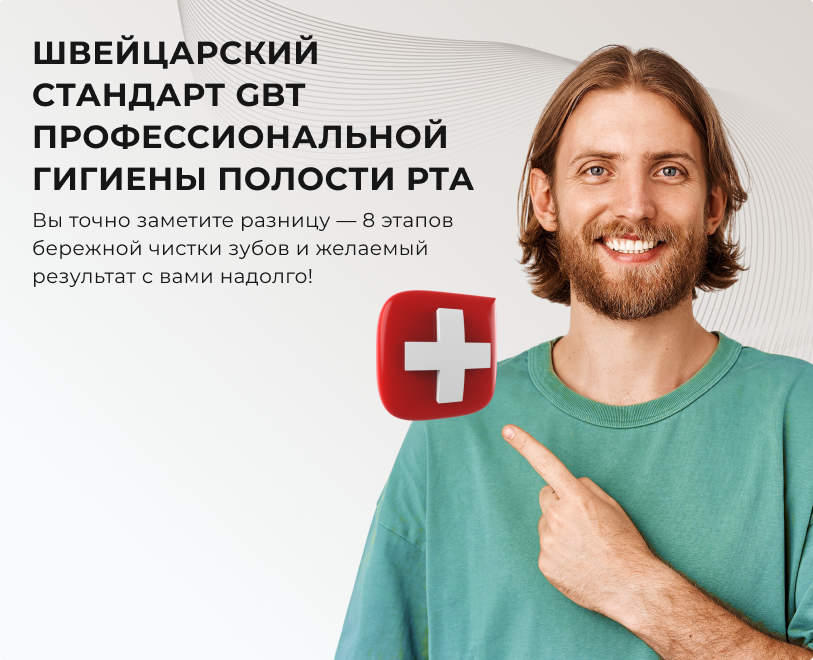 ШВЕЙЦАРСКИЙ
СТАНДАРТ GBT
ПРОФЕССИОНАЛЬНОЙ
ГИГИЕНЫ ПОЛОСТИ РТА
Вы точно заметите разницу — 8 этапов
бережной чистки зубов и желаемый
результат с вами надолго!